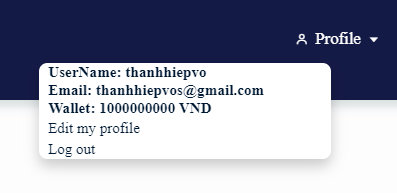 Profile
UserName: thanhhiepvo
Email: thanhhiepvos@gmail.com
Wallet: 1000000000 VND
Edit my profile
Log out